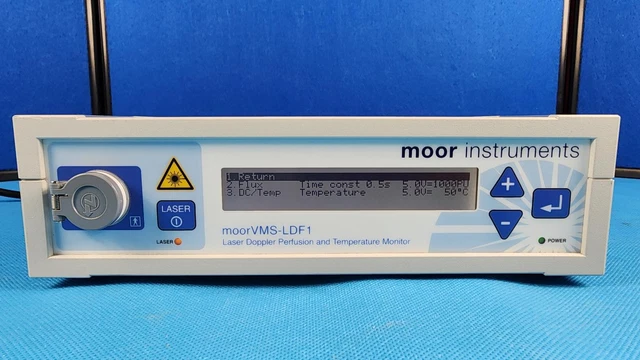 moor instruments
1.Return
2.Flux Time const 0.5s 5.0V=1000PU
3.DC/Temp Temperature 5.0V= 50°C
LASER
LASER
moorVMS-LDF1
Laser Doppler Perfusion and Temperature Monitor
POWER